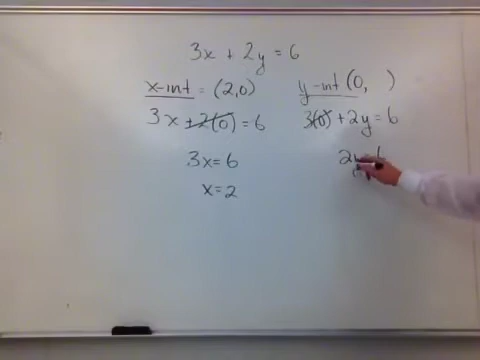 3x + 2y = 6
x-int = (2,0)
3x + 2(0) = 6
3x = 6
x = 2
y-int (0, )
3(0) + 2y = 6